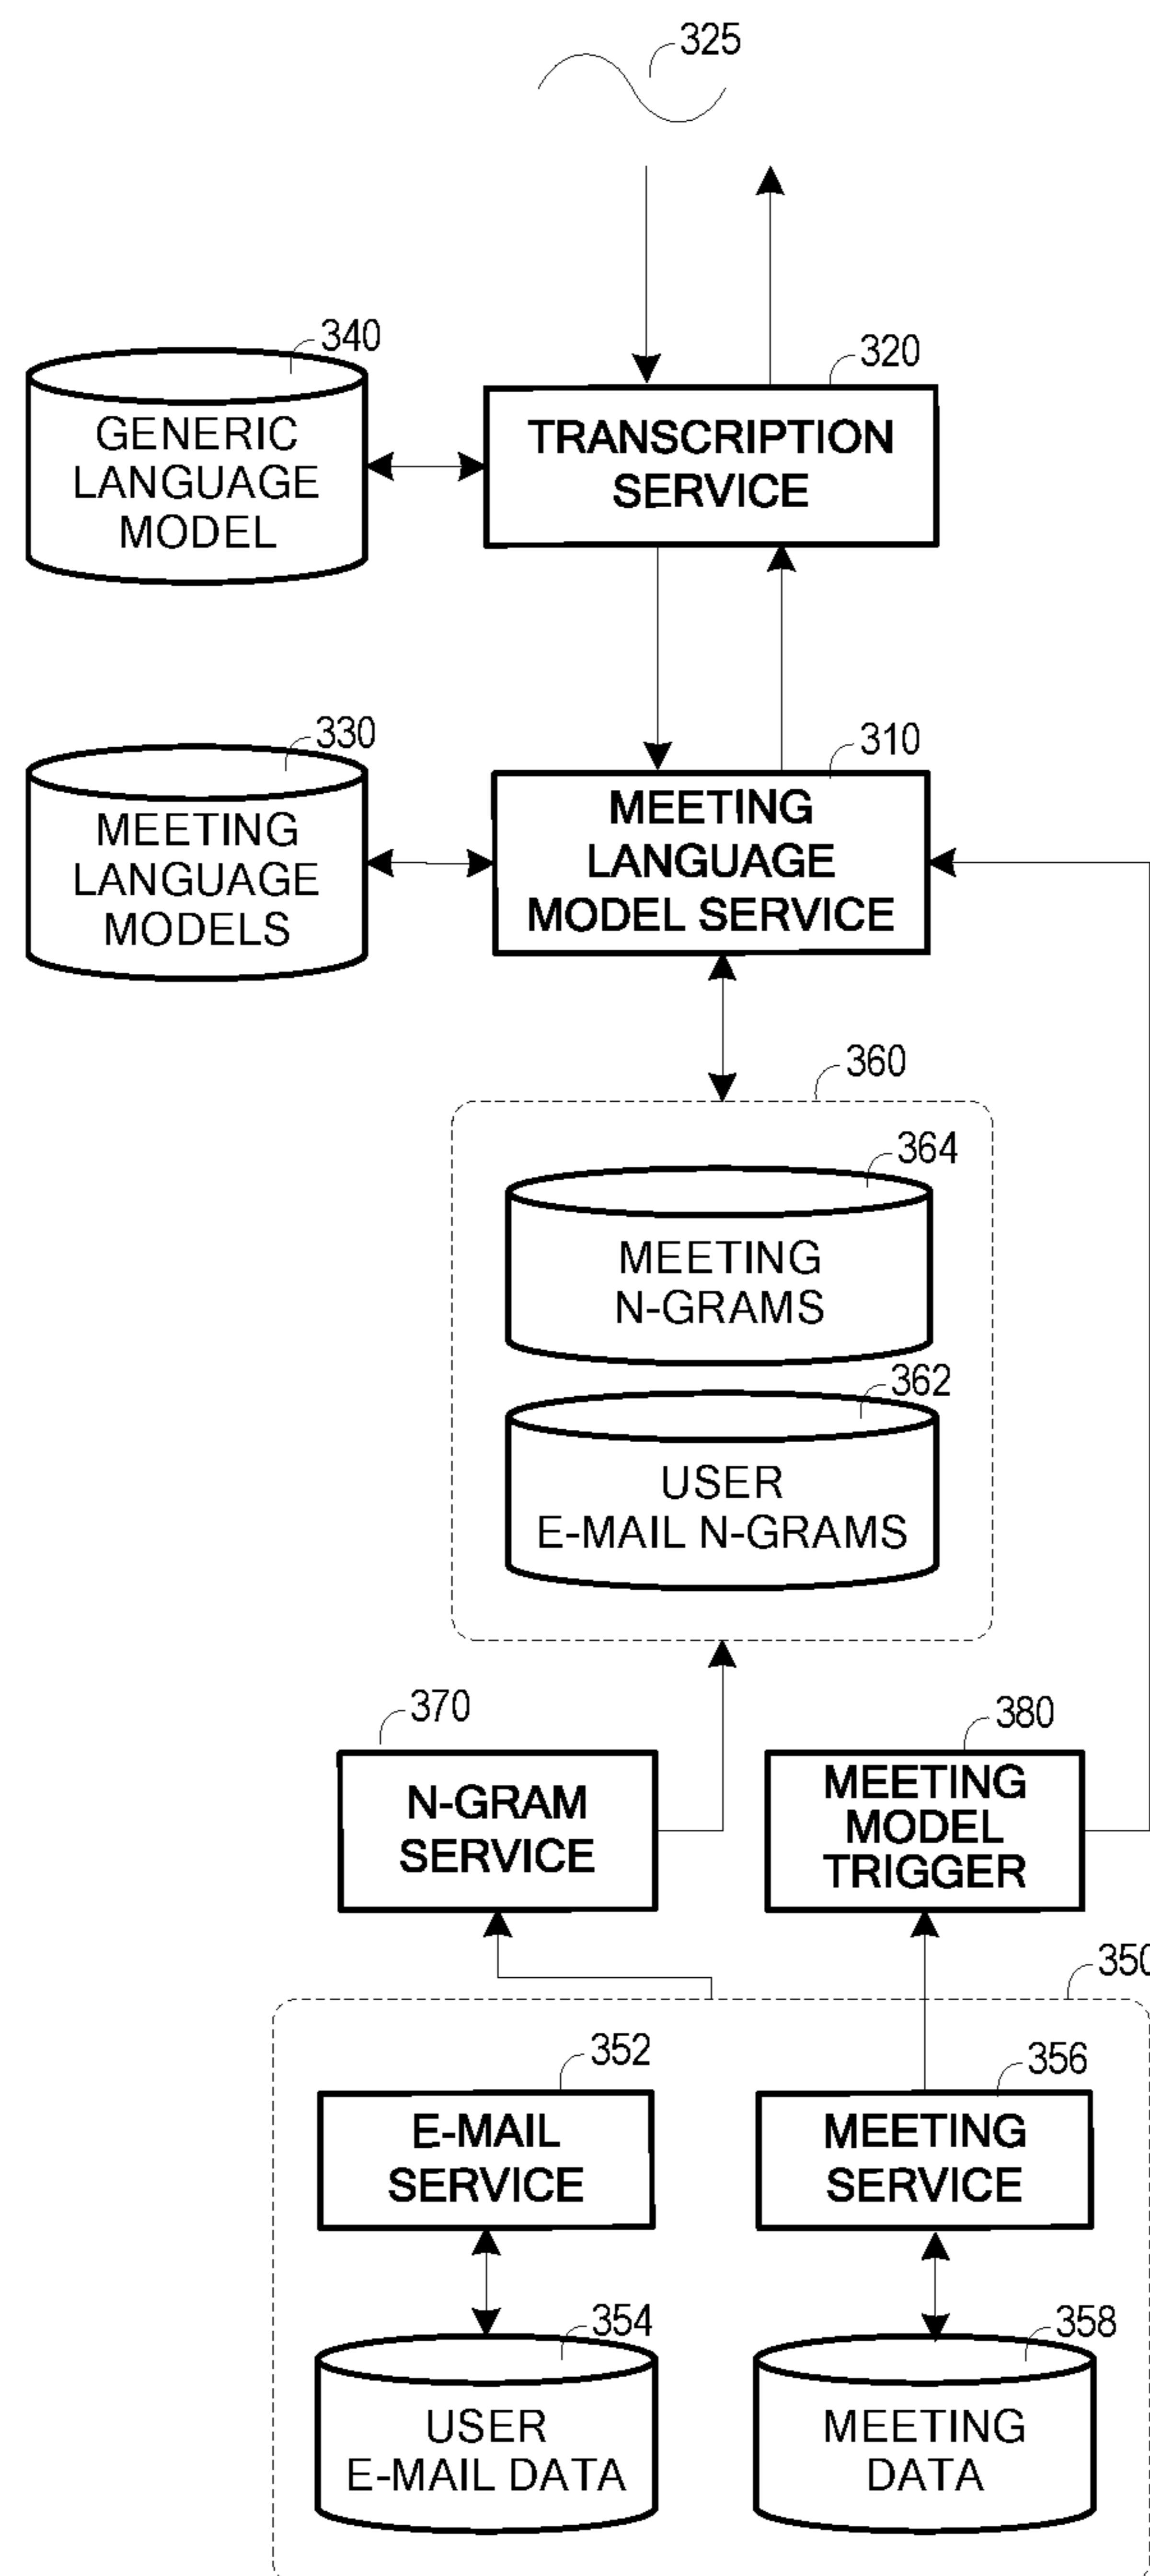 325
340
GENERIC
LANGUAGE
MODEL
320
TRANSCRIPTION
SERVICE
330
MEETING
LANGUAGE
MODELS
310
MEETING
LANGUAGE
MODEL SERVICE
360
364
MEETING
N-GRAMS
362
USER
E-MAIL N-GRAMS
370
N-GRAM
SERVICE
380
MEETING
MODEL
TRIGGER
350
352
E-MAIL
SERVICE
356
MEETING
SERVICE
354
USER
E-MAIL DATA
358
MEETING
DATA